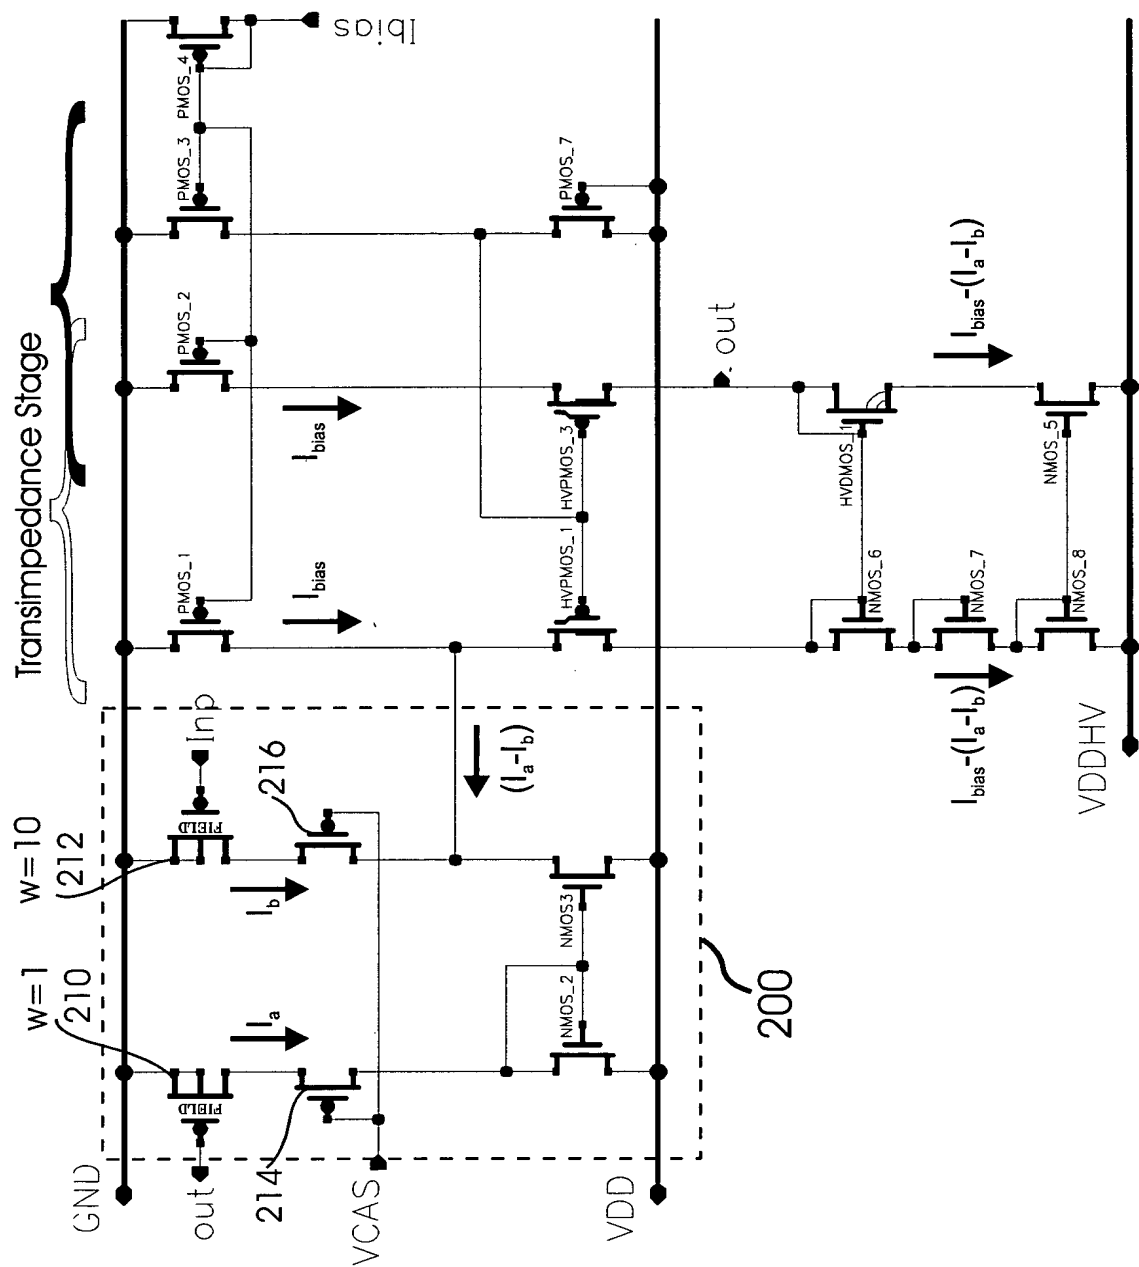 Transimpedance Stage
GND
w=1
210
w=10
212
Inp
out
FIELD
FIELD
PMOS_1
PMOS_2
PMOS_3
PMOS_4
Ibias
Ia
Ib
Ibias
Ibias
214
216
VCAS
(Ia-Ib)
NMOS_2
NMOS3
HVPMOS_1
HVPMOS_3
PMOS_7
VDD
200
out
NMOS_6
HVDMOS_1
NMOS_7
NMOS_8
NMOS_5
Ibias-(Ia-Ib)
Ibias-(Ia-Ib)
VDDHV